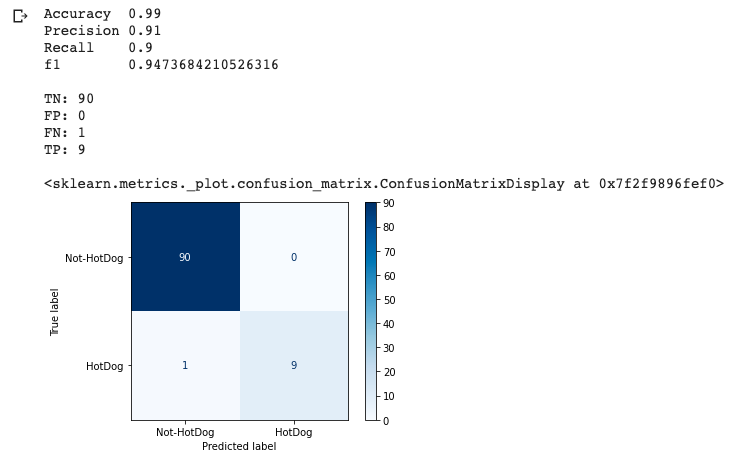 Accuracy 0.99
Precision 0.91
Recall 0.9
f1 0.9473684210526316
TN: 90
FP: 0
FN: 1
TP: 9
<sklearn.metrics._plot.confusion_matrix.ConfusionMatrixDisplay at 0x7f2f9896fef0>
90
80
70
60
50
40
30
20
10
0
True label
Not-HotDog
90 0
HotDog
1 9
Not-HotDog HotDog
Predicted label